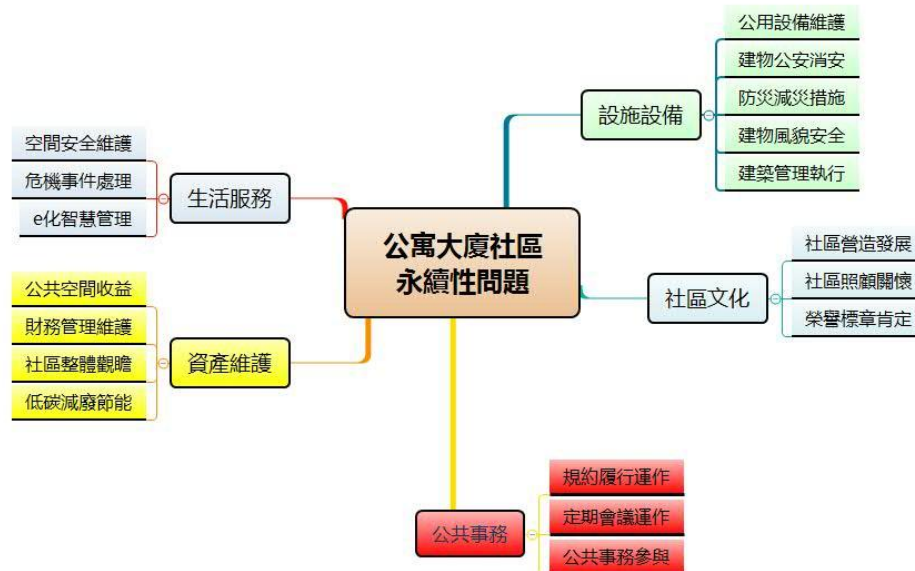 公寓大廈社區
永續性問題
設施設備
公用設備維護
建物公安消安
防災減災措施
建物風貌安全
建築管理執行
社區文化
社區營造發展
社區照顧關懷
榮譽標章肯定
公共事務
規約履行運作
定期會議運作
公共事務參與
資產維護
公共空間收益
財務管理維護
社區整體觀瞻
低碳減廢節能
生活服務
空間安全維護
危機事件處理
e化智慧管理